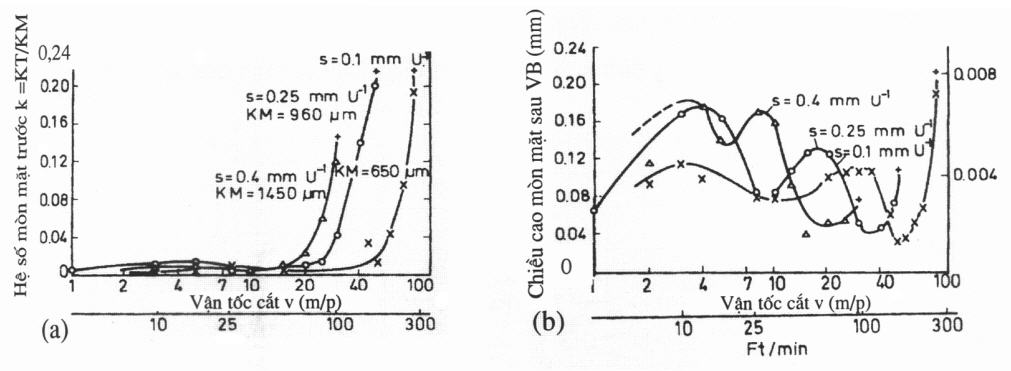 Hệ số mòn mặt trước k =KT/KM
0,24
0.20
0.16
0.12
0.08
0.04
0
s=0.1 mm U⁻¹
s=0.25 mm U⁻¹
KM= 960 µm
s=0.4 mm U⁻¹
KM=1450 µm
KM=650 µm
1 2 4 7 10 20 40 100
Vân tốc cắt v (m/p)
10 25 100 300
(a)
Chiều cao mòn mặt sau VB (mm)
0.24
0.20
0.16
0.12
0.08
0.04
0
s=0.4 mm U⁻¹
s=0.25 mm U⁻¹
s=0.1 mm U⁻¹
0.008
0.004
00
1 2 4 7 10 20 40 100
Vân tốc cắt v (m/p)
10 25 100 300
(b)
Ft/min